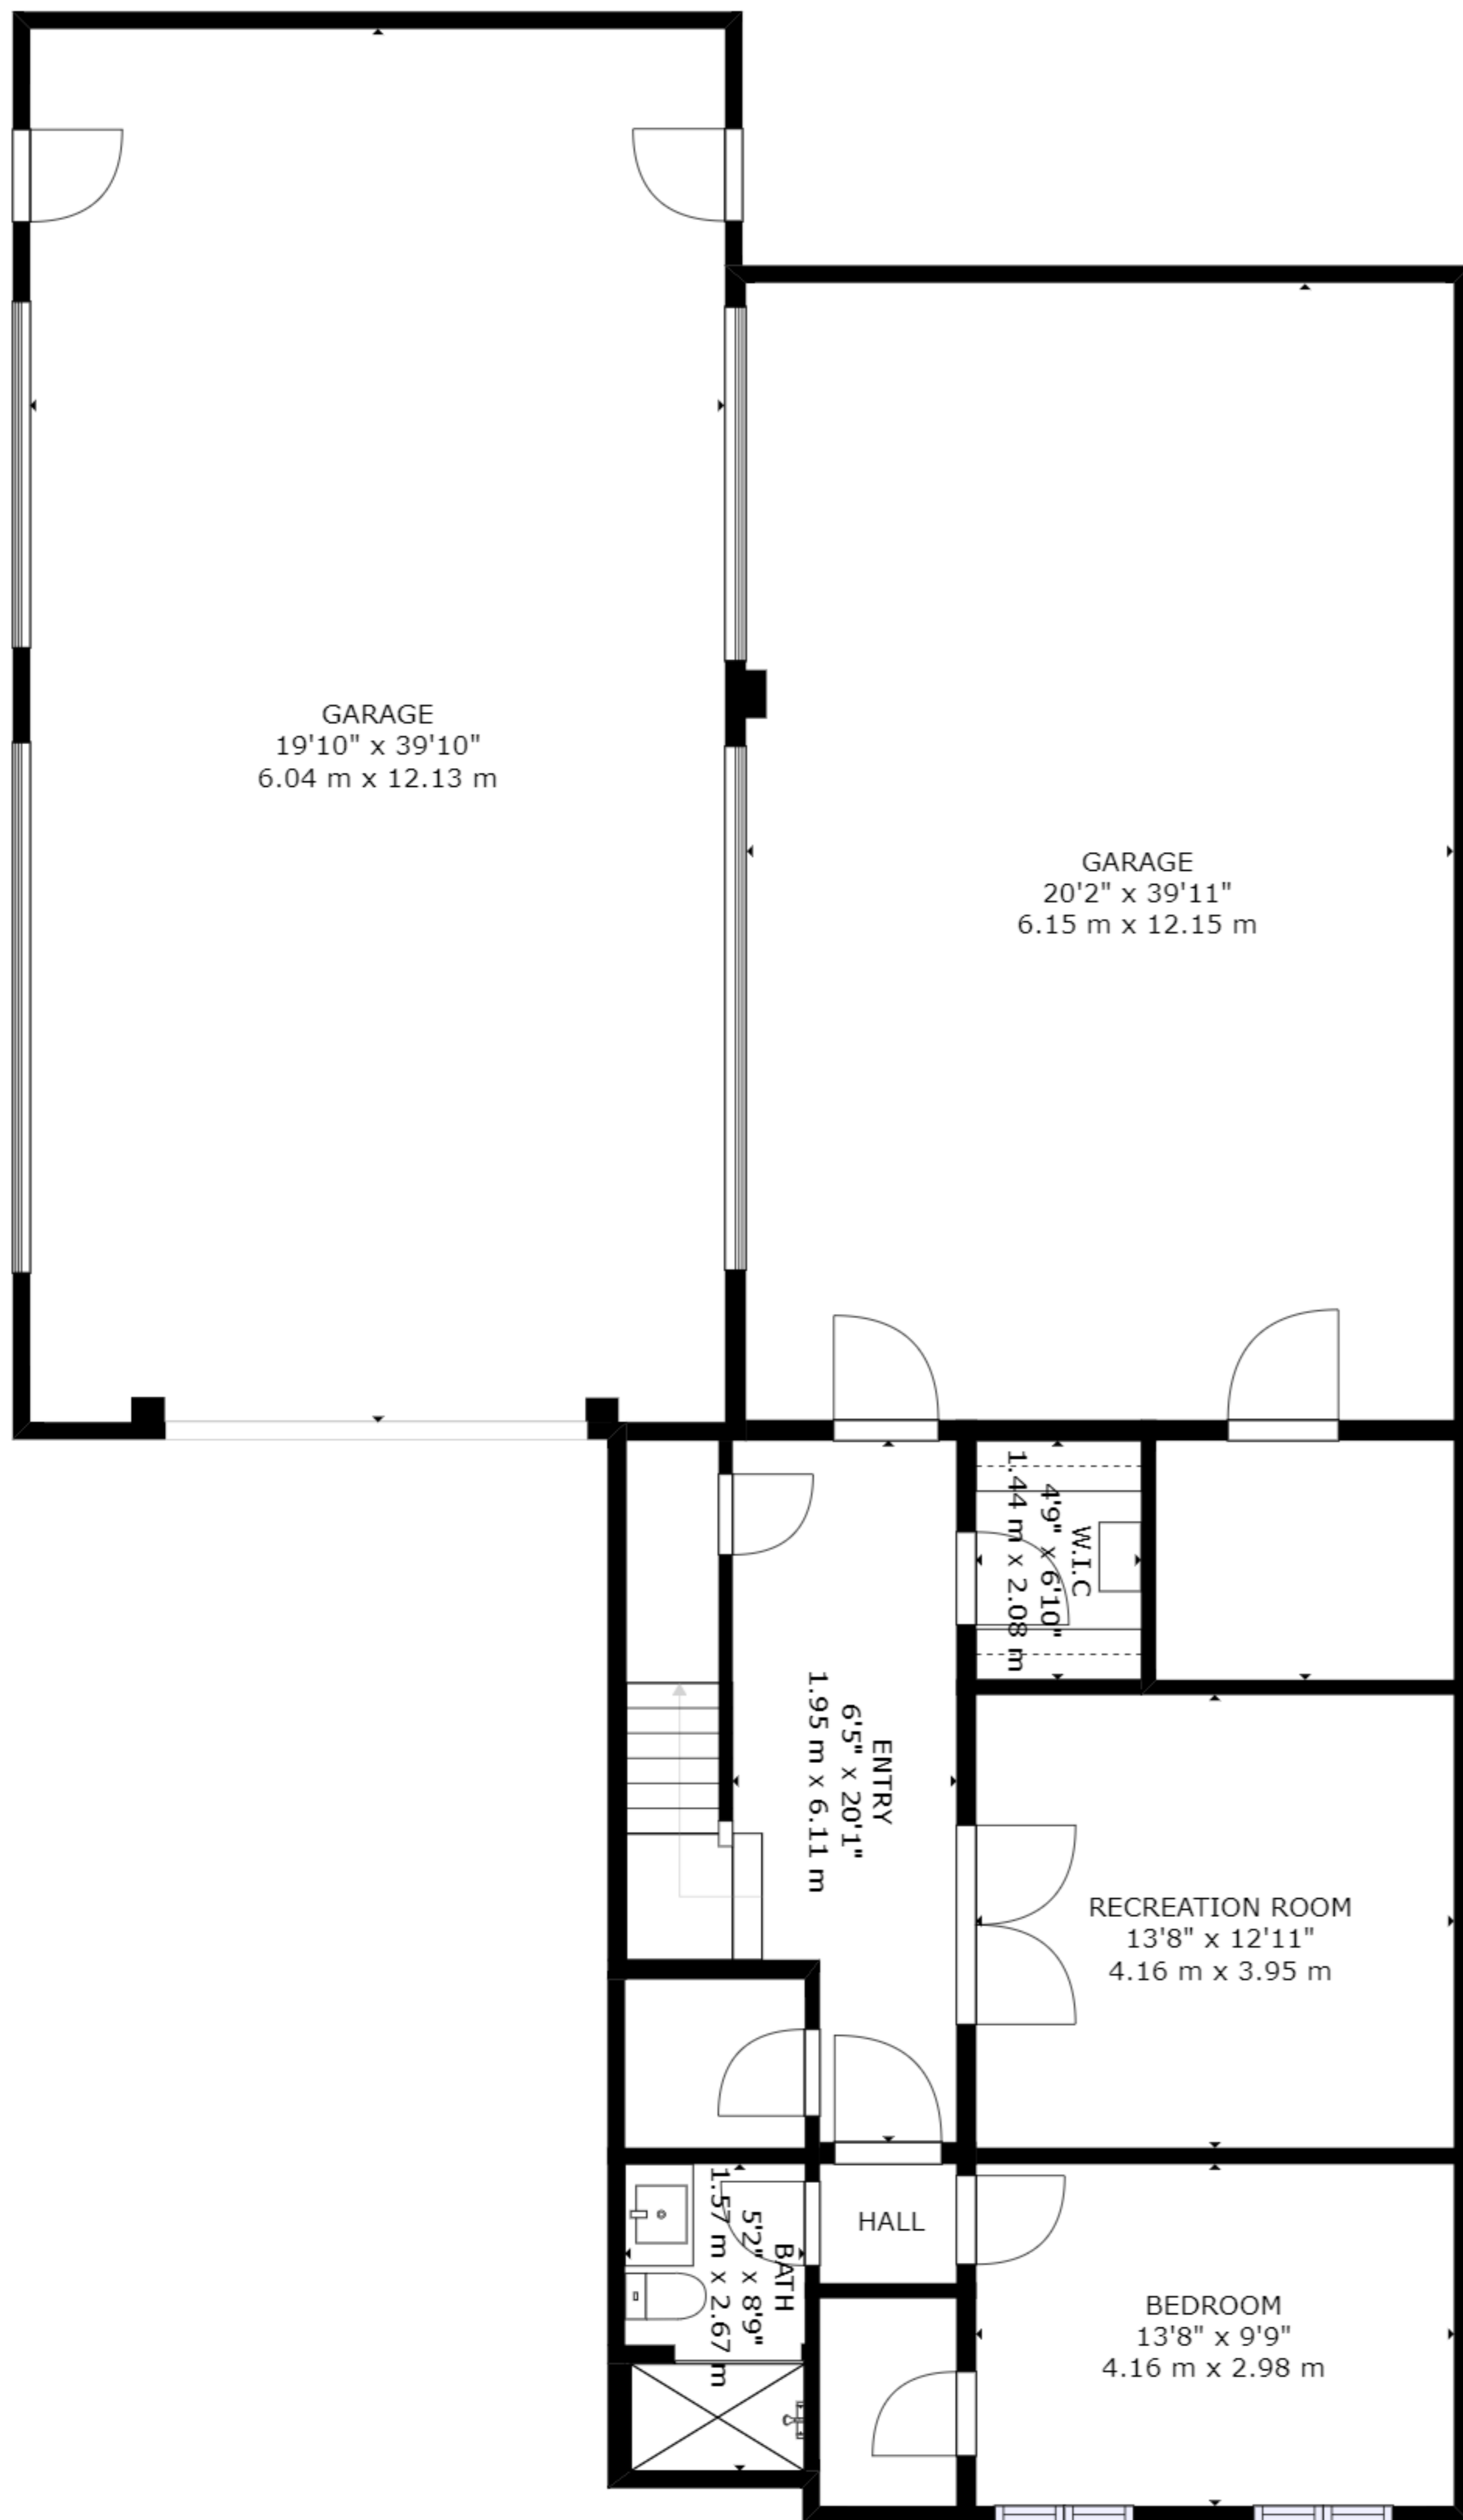 GARAGE
19'10" x 39'10"
6.04 m x 12.13 m
GARAGE
20'2" x 39'11"
6.15 m x 12.15 m
W.I.C
4'9" x 6'10"
1.44 m x 2.08 m
ENTRY
6'5" x 20'1"
1.95 m x 6.11 m
RECREATION ROOM
13'8" x 12'11"
4.16 m x 3.95 m
HALL
BATH
5'2" x 8'9"
1.57 m x 2.67 m
BEDROOM
13'8" x 9'9"
4.16 m x 2.98 m